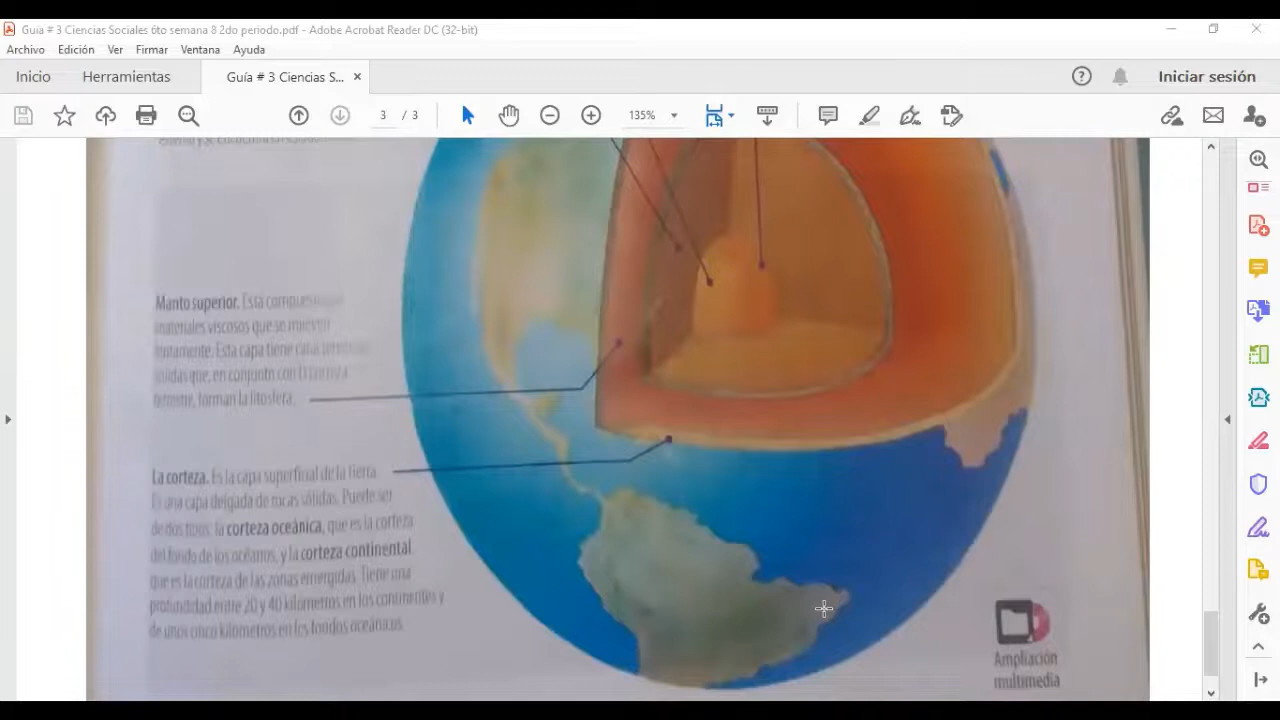 Guía # 3 Ciencias Sociales 6to semana 8 2do periodo.pdf - Adobe Acrobat Reader DC (32-bit)
Archivo Edición Ver Firmar Ventana Ayuda
Inicio Herramientas Guía # 3 Ciencias S... Iniciar sesión
3 / 3 135%
Manto superior. Está compuesto
materiales viscosos que se mueven
lentamente. Esta capa tiene
sólidas que, en conjunto con la corteza
terrestre, forman la litosfera.
La corteza. Es la capa superficial de la Tierra.
Es una capa delgada de rocas sólidas. Puede ser
de dos tipos: la corteza oceánica, que es la corteza
del fondo de los océanos, y la corteza continental
que es la corteza de las zonas emergidas. Tiene una
profundidad entre 20 y 40 kilómetros en los continentes y
de unos cinco kilómetros en los fondos oceánicos.
Ampliación
multimedia